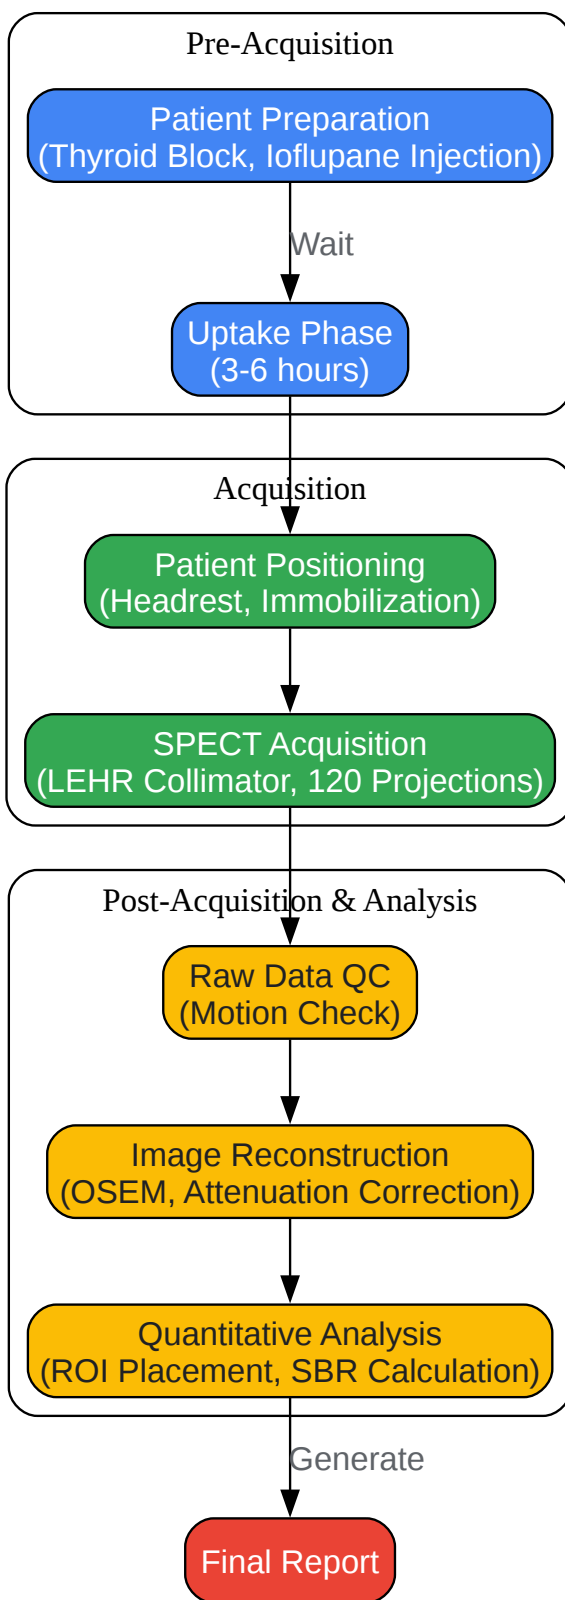 Pre-Acquisition
Patient Preparation
(Thyroid Block, Ioflupane Injection)
Wait
Uptake Phase
(3-6 hours)
Acquisition
Patient Positioning
(Headrest, Immobilization)
SPECT Acquisition
(LEHR Collimator, 120 Projections)
Post-Acquisition & Analysis
Raw Data QC
(Motion Check)
Image Reconstruction
(OSEM, Attenuation Correction)
Quantitative Analysis
(ROI Placement, SBR Calculation)
Generate
Final Report